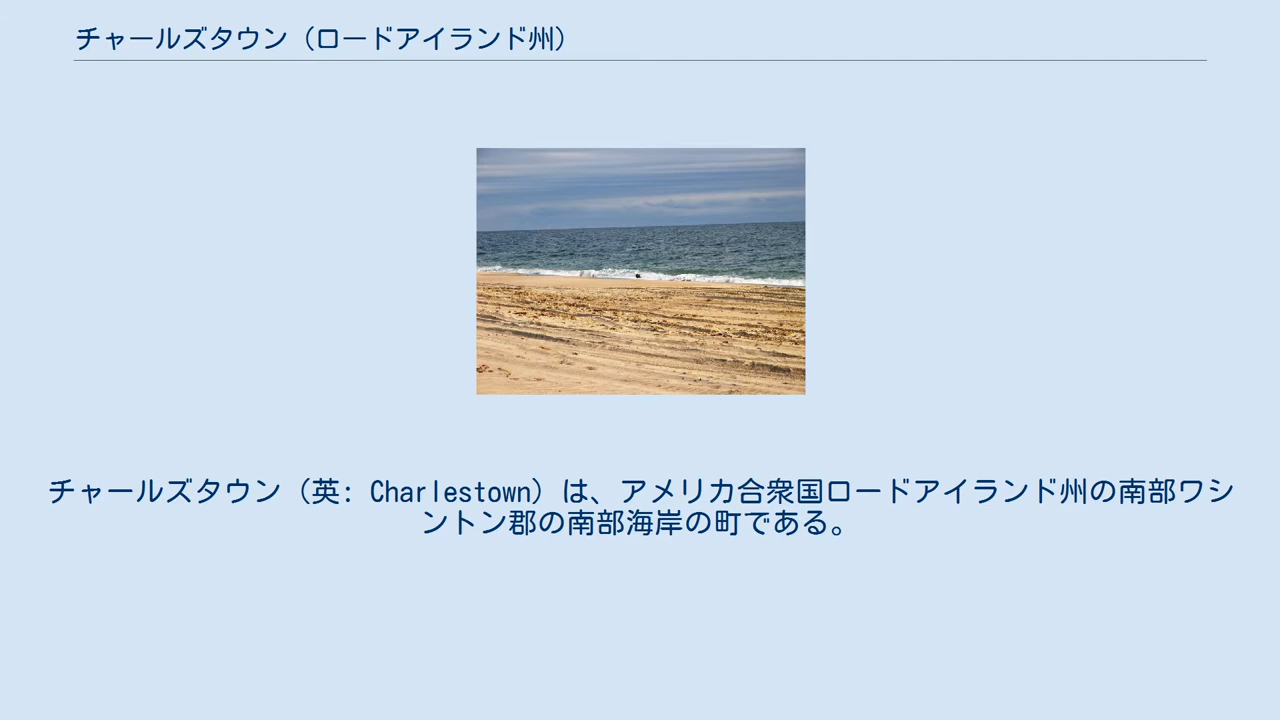 チャールズタウン（ロードアイランド州）
チャールズタウン（英: Charlestown）は、アメリカ合衆国ロードアイランド州の南部ワシ
ントン郡の南部海岸の町である。